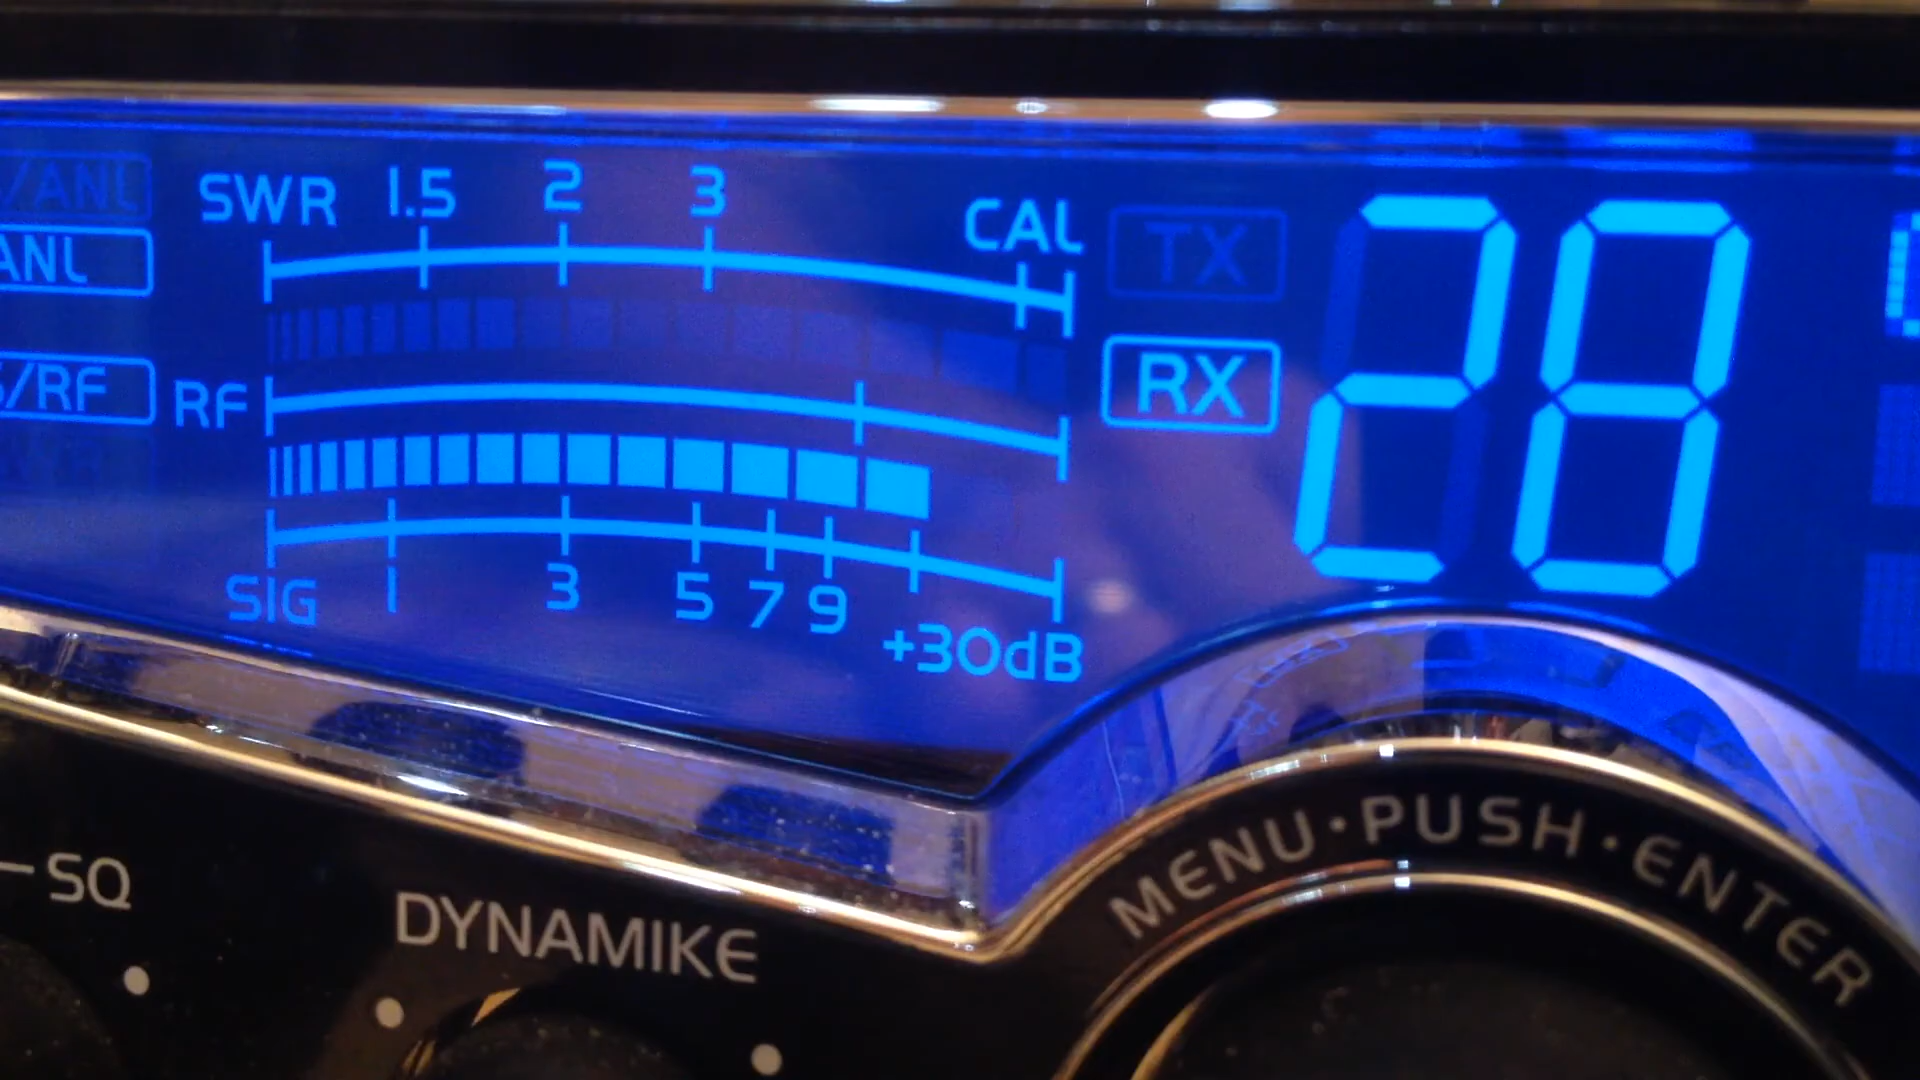 SWR 1.5 2 3 CAL
/ANL
ANL
TX
28
/RF
RF
RX
SIG 1 3 5 7 9 +30dB
SQ
DYNAMIKE
MENU·PUSH·ENTER